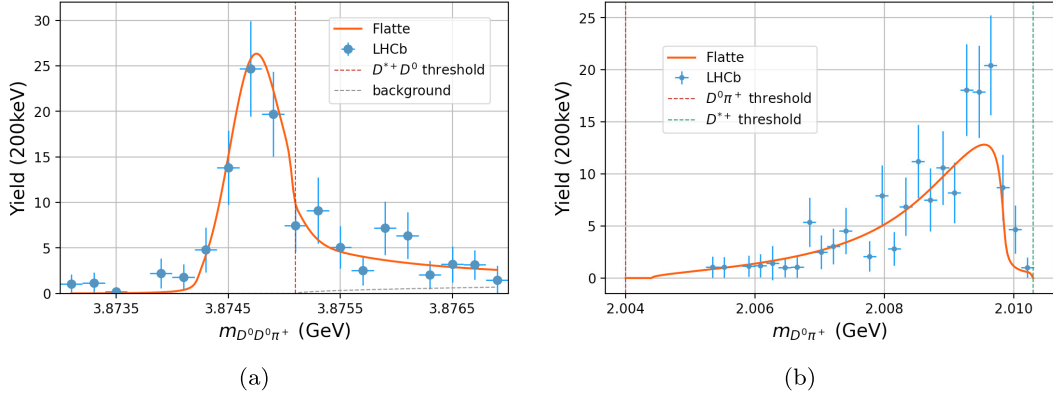 30
25
20
15
10
5
0
Yield (200keV)
Flatte
LHCb
D*+D0 threshold
background
3.8735
3.8745
3.8755
3.8765
mD0D0π+ (GeV)
(a)
25
20
15
10
5
0
Yield (200keV)
Flatte
LHCb
D0π+ threshold
D*+ threshold
2.004
2.006
2.008
2.010
mD0π+ (GeV)
(b)